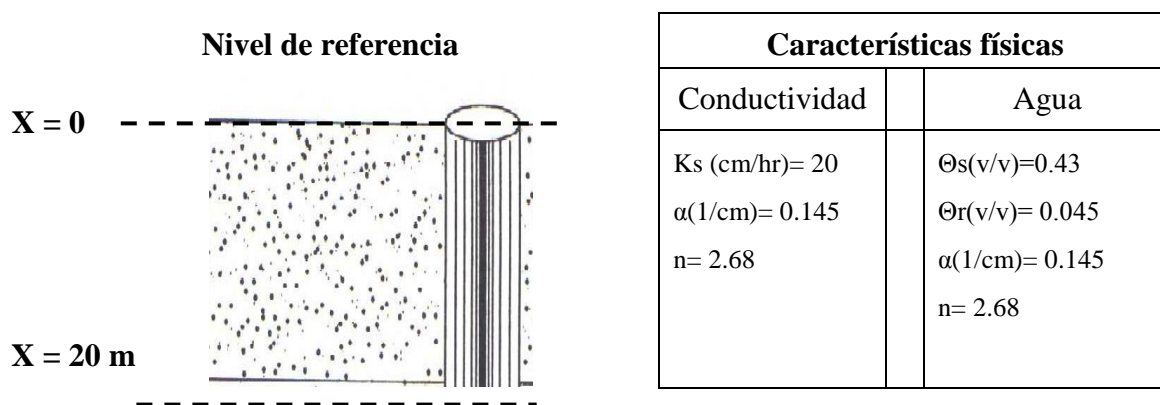 Nivel de referencia
X = 0
X = 20 m
Características físicas
Conductividad
Agua
Ks (cm/hr)= 20
α(1/cm)= 0.145
n= 2.68
Θs(v/v)=0.43
Θr(v/v)= 0.045
α(1/cm)= 0.145
n= 2.68